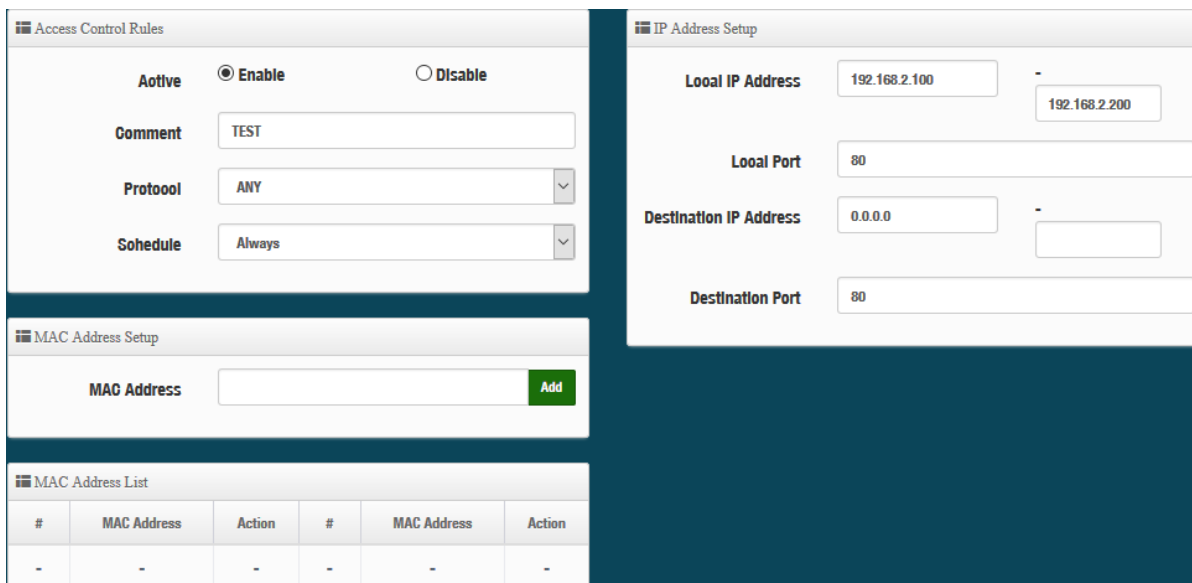 Access Control Rules
Aotive Enable DIsable
Comment TEST
Protoool ANY
Sohedule Always
MAC Address Setup
MAC Address Add
MAC Address List
# MAC Address Action # MAC Address Action
- - - - - -
IP Address Setup
Looal IP Address 192.168.2.100 - 192.168.2.200
Looal Port 80
DestInatIon IP Address 0.0.0.0 -
DestInatIon Port 80